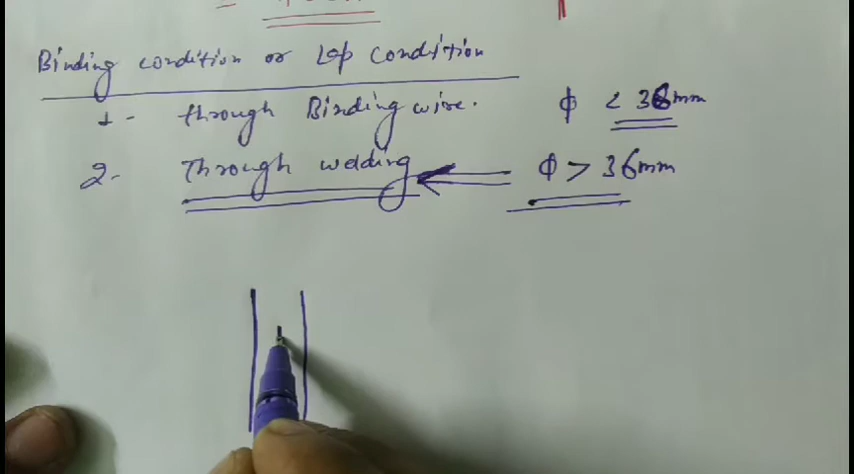 Binding condition or Lap condition
1- through Binding wire. ϕ < 36mm
2- Through welding ϕ > 36mm